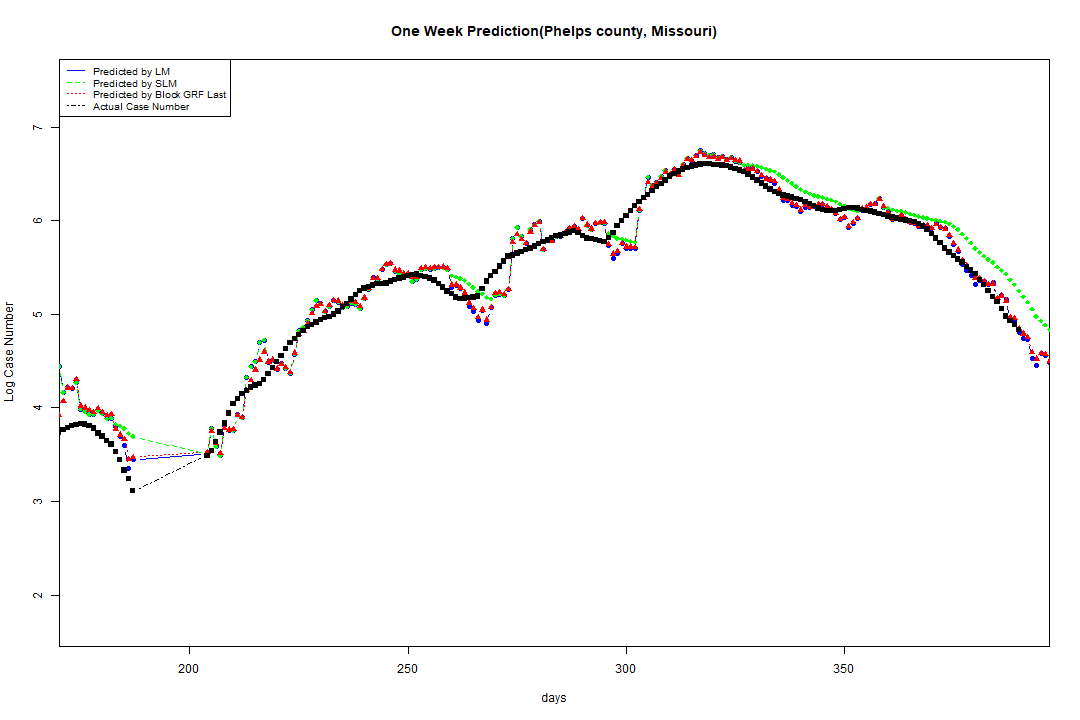 One Week Prediction(Phelps county, Missouri)
Predicted by LM
Predicted by SLM
Predicted by Block GRF Last
Actual Case Number
7
6
5
4
3
2
Log Case Number
200 250 300 350
days